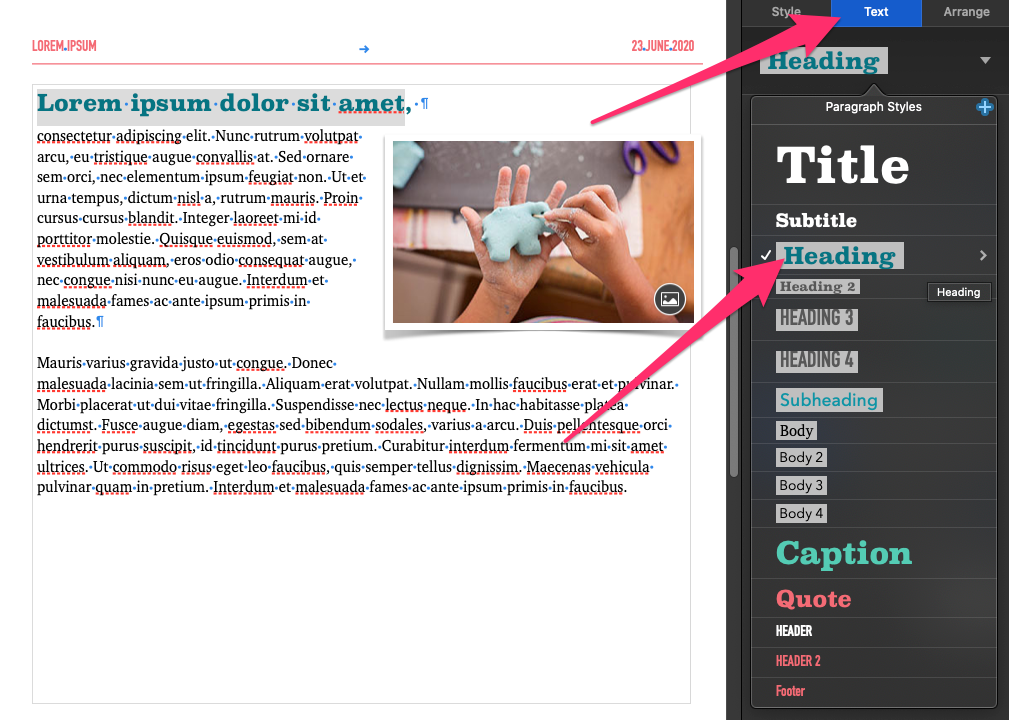 LOREM IPSUM
23 JUNE 2020
Lorem ipsum dolor sit amet, ¶
consectetur adipiscing elit. Nunc rutrum volutpat
arcu, eu tristique augue convallis at. Sed ornare
sem orci, nec elementum ipsum feugiat non. Ut et
urna tempus, dictum nisl a, rutrum mauris. Proin
cursus cursus blandit. Integer laoreet mi id
porttitor molestie. Quisque euismod, sem at
vestibulum aliquam, eros odio consequat augue,
nec congue nisi nunc eu augue. Interdum et
malesuada fames ac ante ipsum primis in
faucibus.¶
Mauris varius gravida justo ut congue. Donec
malesuada lacinia sem ut fringilla. Aliquam erat volutpat. Nullam mollis faucibus erat et pulvinar.
Morbi placerat ut dui vitae fringilla. Suspendisse nec lectus neque. In hac habitasse platea
dictumst. Fusce augue diam, egestas sed bibendum sodales, varius a arcu. Duis pellentesque orci
hendrerit purus suscipit, id tincidunt purus pretium. Curabitur interdum fermentum mi sit amet
ultrices. Ut commodo risus eget leo faucibus, quis semper tellus dignissim. Maecenas vehicula
pulvinar quam in pretium. Interdum et malesuada fames ac ante ipsum primis in faucibus.
Style
Text
Arrange
Heading
Paragraph Styles
Title
Subtitle
Heading
Heading 2
Heading
HEADING 3
HEADING 4
Subheading
Body
Body 2
Body 3
Body 4
Caption
Quote
HEADER
HEADER 2
Footer